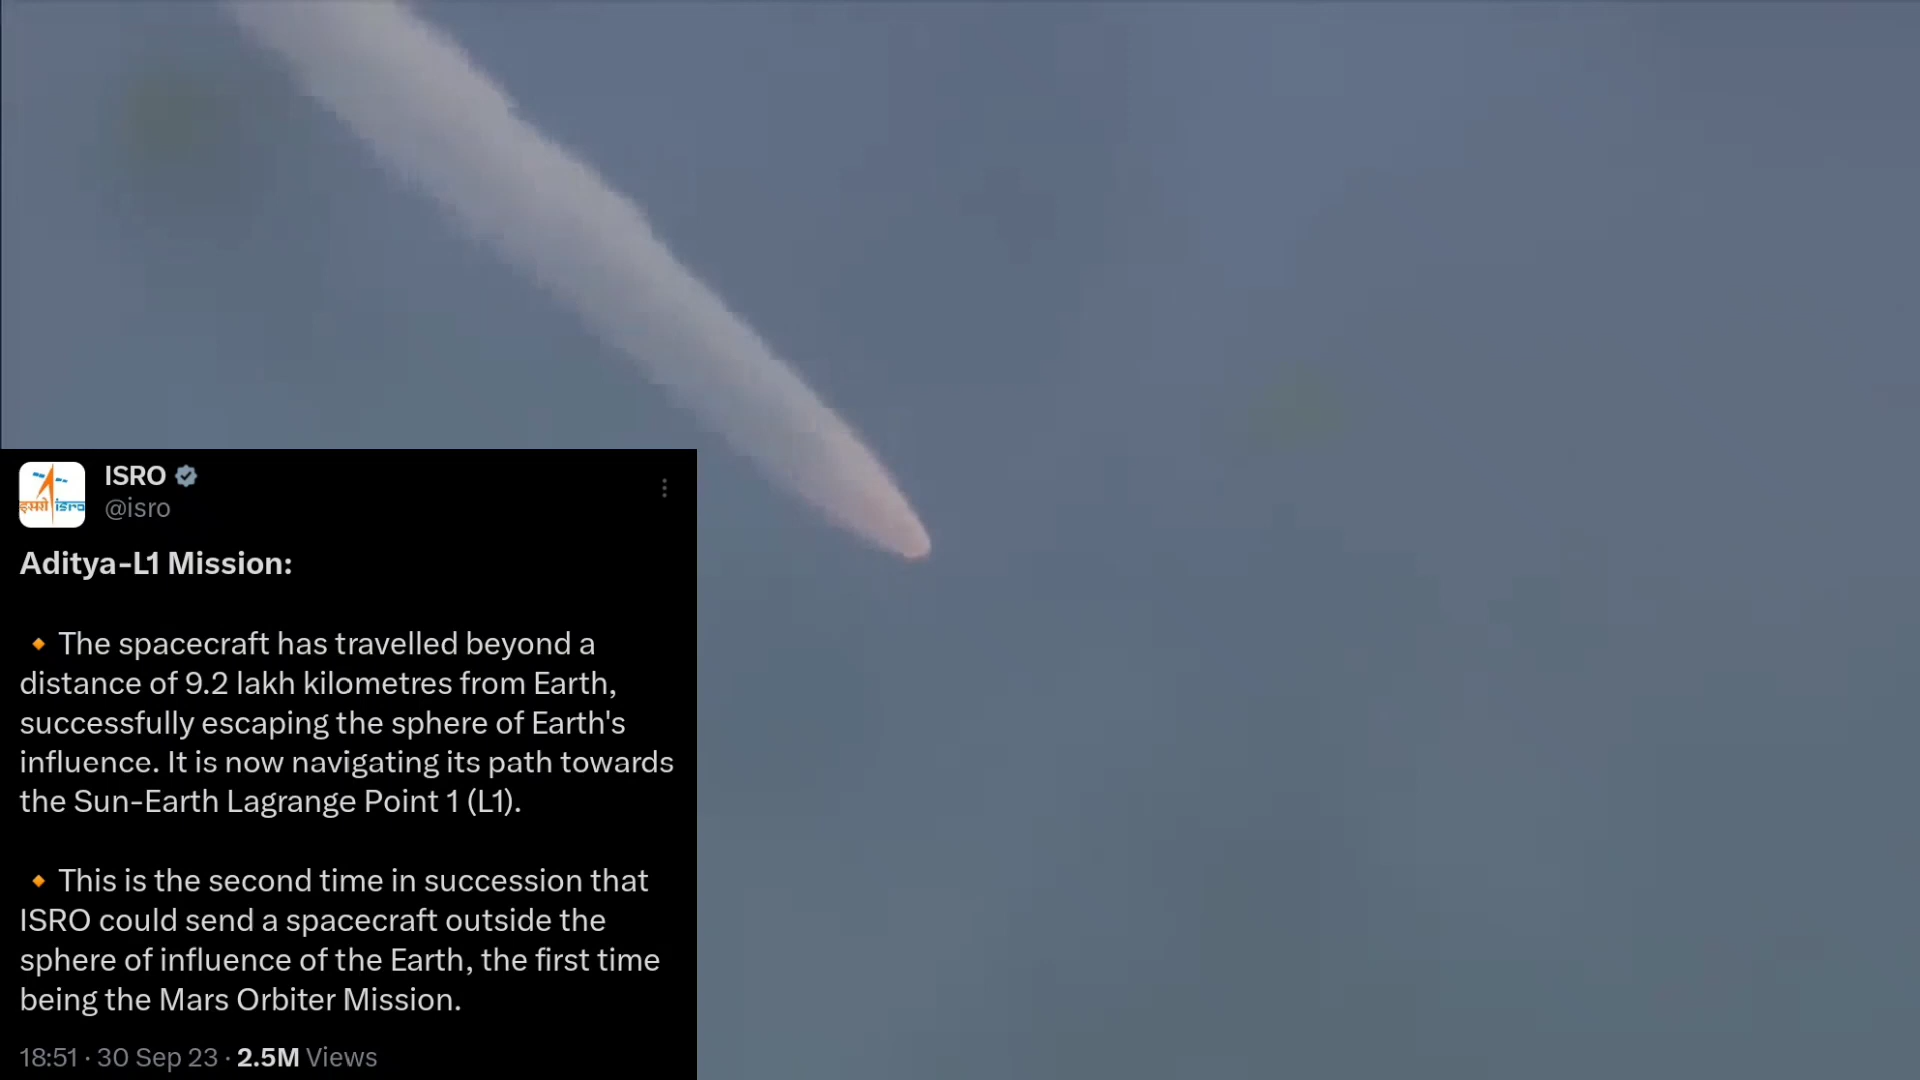 ISRO
@isro
इसरो isro
Aditya-L1 Mission:
🔸The spacecraft has travelled beyond a
distance of 9.2 lakh kilometres from Earth,
successfully escaping the sphere of Earth's
influence. It is now navigating its path towards
the Sun-Earth Lagrange Point 1 (L1).
🔸This is the second time in succession that
ISRO could send a spacecraft outside the
sphere of influence of the Earth, the first time
being the Mars Orbiter Mission.
18:51 · 30 Sep 23 · 2.5M Views